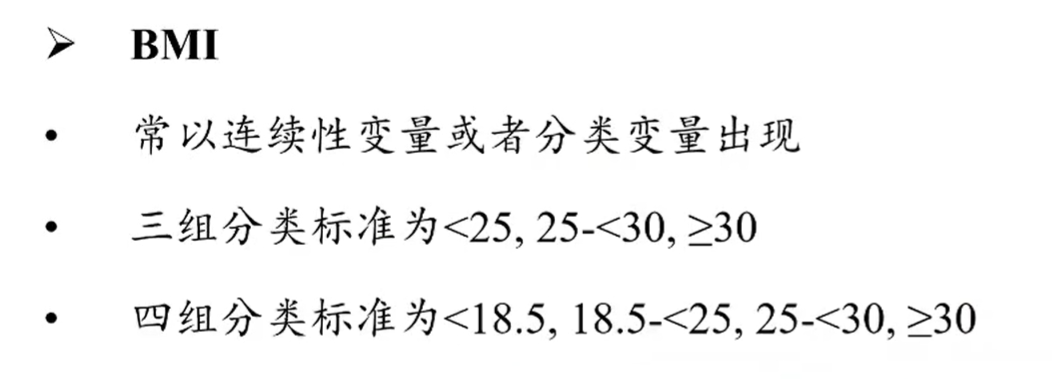 ➢ BMI
• 常以连续性变量或者分类变量出现
• 三组分类标准为<25, 25-<30, ≥30
• 四组分类标准为<18.5, 18.5-<25, 25-<30, ≥30